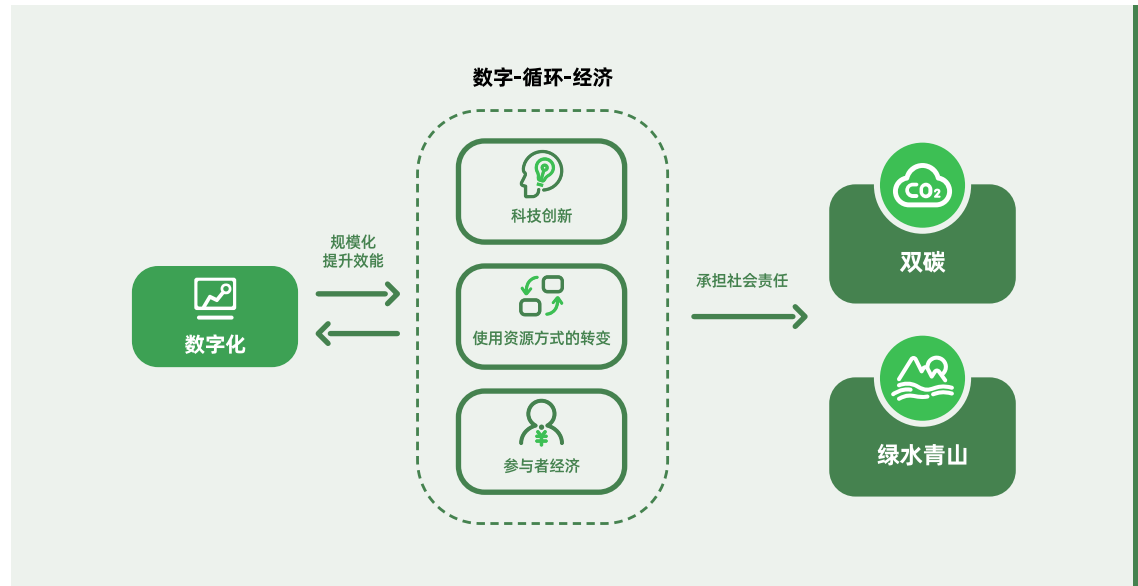 数字-循环-经济
规模化
提升效能
数字化
科技创新
使用资源方式的转变
¥
参与者经济
承担社会责任
CO₂
双碳
绿水青山